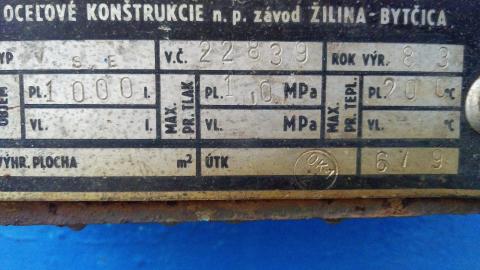 OCEĽOVÉ KONŠTRUKCIE n. p. závod ŽILINA-BYTČICA
TYP V S E V.Č. 22839 ROK VÝR. 83
OBJEM PL. 1000 l. MAX. PR. TLAK PL. 1,0 MPa MAX. PR. TEPL. PL. 200 °C
VL. l. VL. MPa VL. °C
VÝHR. PLOCHA m² ÚTK 679